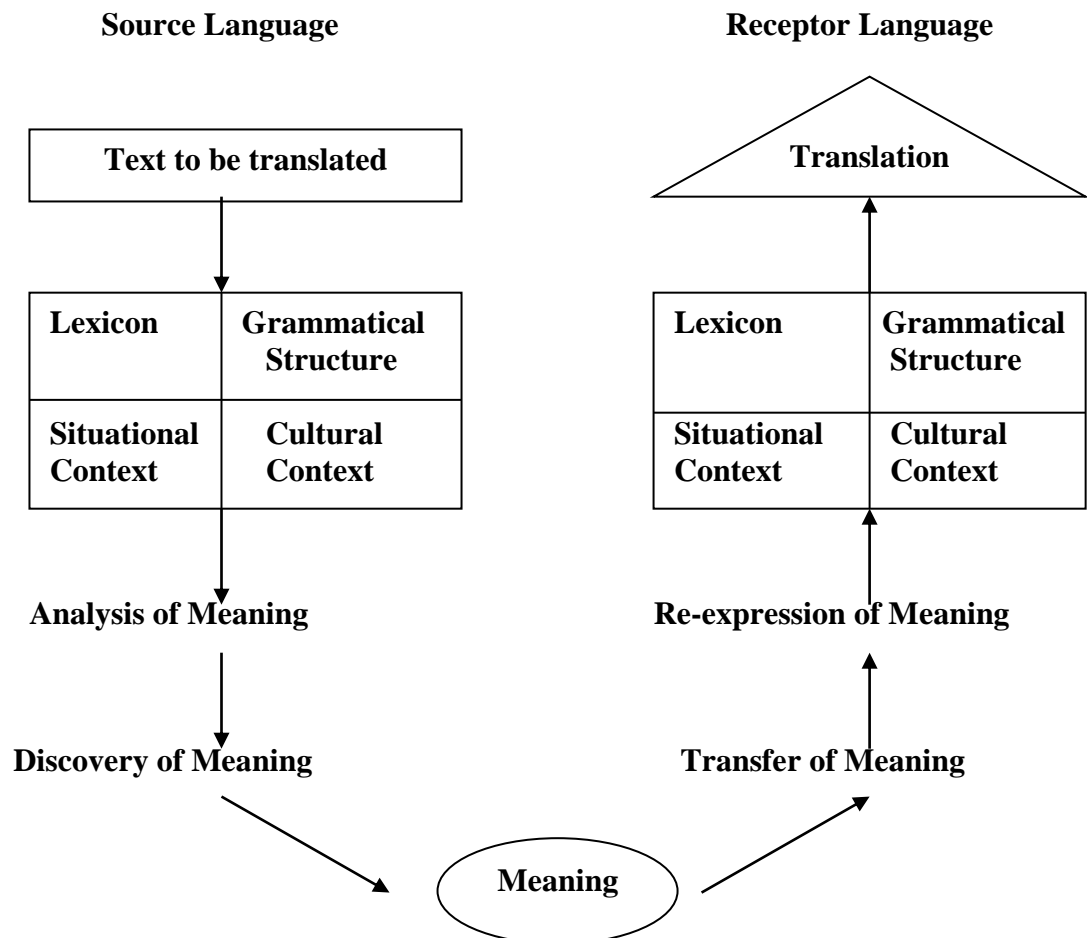 Source Language
Receptor Language
Text to be translated
Translation
Lexicon
Grammatical
Structure
Situational
Context
Cultural
Context
Lexicon
Grammatical
Structure
Situational
Context
Cultural
Context
Analysis of Meaning
Re-expression of Meaning
Discovery of Meaning
Transfer of Meaning
Meaning